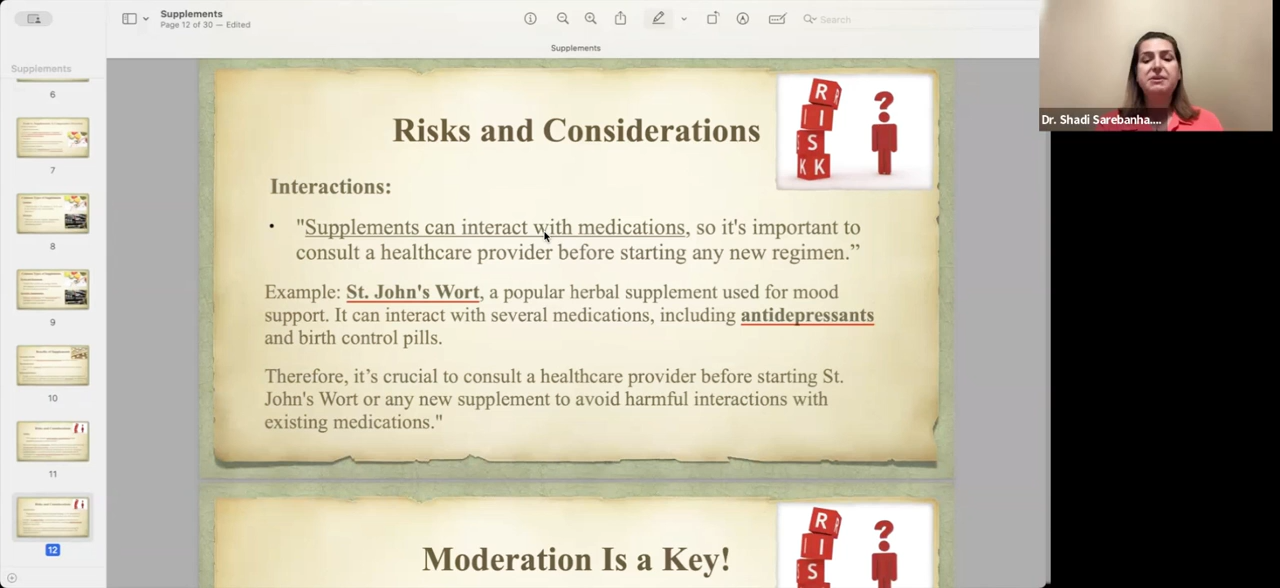 Supplements
Page 12 of 30 — Edited
Search
Supplements
Supplements
6
7
8
9
10
11
12
Risks and Considerations
R
I
S
K K
?
Interactions:
• "Supplements can interact with medications, so it's important to
consult a healthcare provider before starting any new regimen.”
Example: St. John's Wort, a popular herbal supplement used for mood
support. It can interact with several medications, including antidepressants
and birth control pills.
Therefore, it’s crucial to consult a healthcare provider before starting St.
John's Wort or any new supplement to avoid harmful interactions with
existing medications."
Moderation Is a Key!
R
I
S
?
Dr. Shadi Sarebanha....